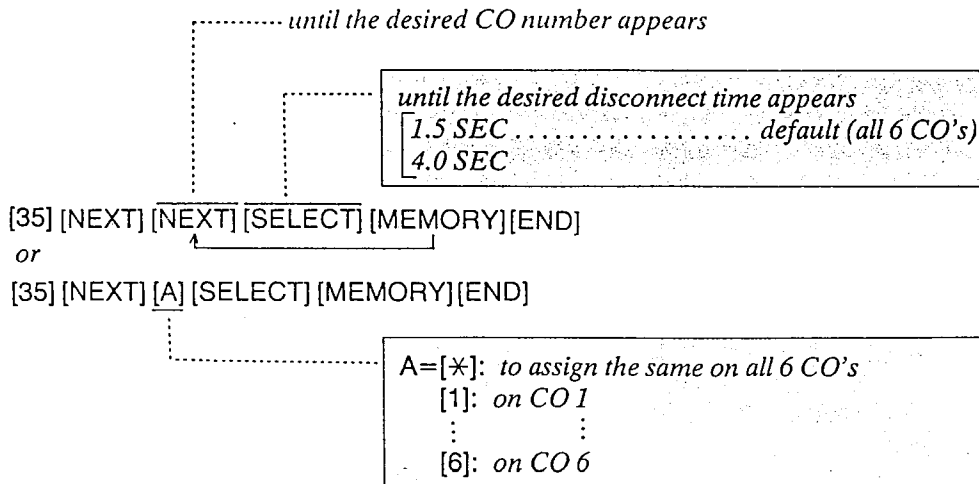 until the desired CO number appears
until the desired disconnect time appears
1.5 SEC ................... default (all 6 CO's)
4.0 SEC
[35] [NEXT] [NEXT] [SELECT] [MEMORY] [END]
or
[35] [NEXT] [A] [SELECT] [MEMORY] [END]
A=[✳]: to assign the same on all 6 CO's
[1]: on CO 1
[6]: on CO 6